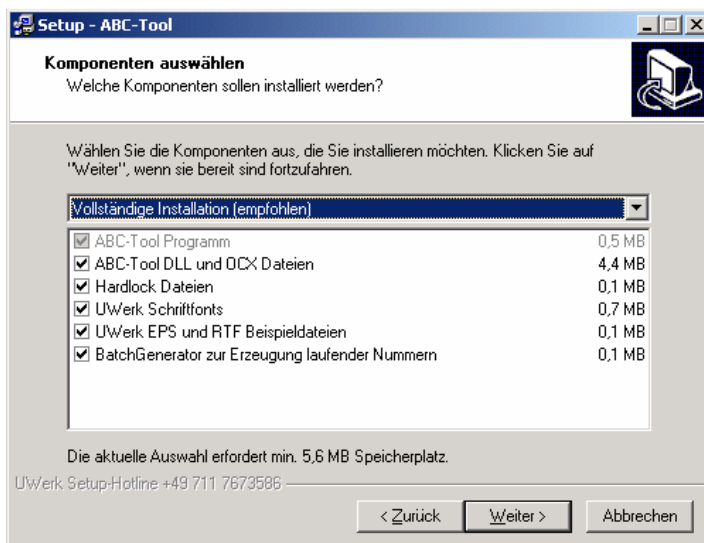 Setup - ABC-Tool
Komponenten auswählen
Welche Komponenten sollen installiert werden?
Wählen Sie die Komponenten aus, die Sie installieren möchten. Klicken Sie auf
"Weiter", wenn sie bereit sind fortzufahren.
Vollständige Installation (empfohlen)
ABC-Tool Programm 0,5 MB
ABC-Tool DLL und OCX Dateien 4,4 MB
Hardlock Dateien 0,1 MB
UWerk Schriftfonts 0,7 MB
UWerk EPS und RTF Beispieldateien 0,1 MB
BatchGenerator zur Erzeugung laufender Nummern 0,1 MB
Die aktuelle Auswahl erfordert min. 5,6 MB Speicherplatz.
UWerk Setup-Hotline +49 711 7673586
< Zurück Weiter > Abbrechen